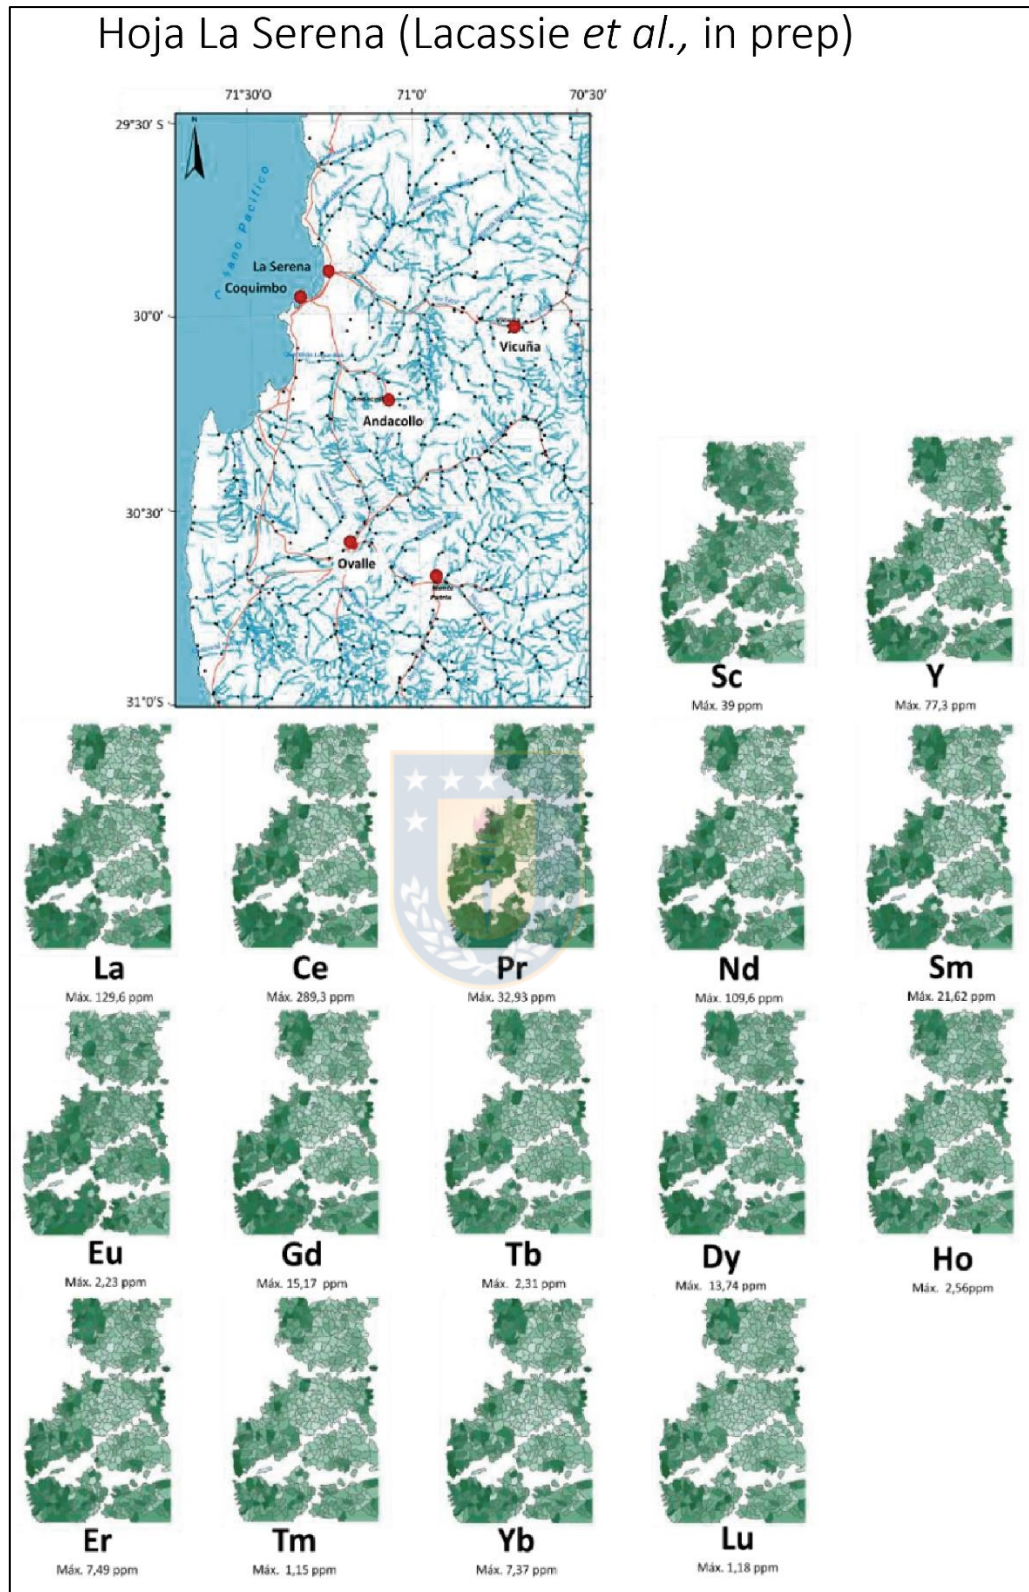 Hoja La Serena (Lacassie et al., in prep)
71°30'O 71°0' 70°30'
29°30' S
N
La Serena
Coquimbo
30°0'
Vicuña
Andacollo
30°30'
Ovalle
31°0'S
Sc Y
Máx. 39 ppm Máx. 77,3 ppm
La Ce Pr Nd Sm
Máx. 129,6 ppm Máx. 289,3 ppm Máx. 32,93 ppm Máx. 109,6 ppm Máx. 21,62 ppm
Eu Gd Tb Dy Ho
Máx. 2,23 ppm Máx. 15,17 ppm Máx. 2,31 ppm Máx. 13,74 ppm Máx. 2,56ppm
Er Tm Yb Lu
Máx. 7,49 ppm Máx. 1,15 ppm Máx. 7,37 ppm Máx. 1,18 ppm